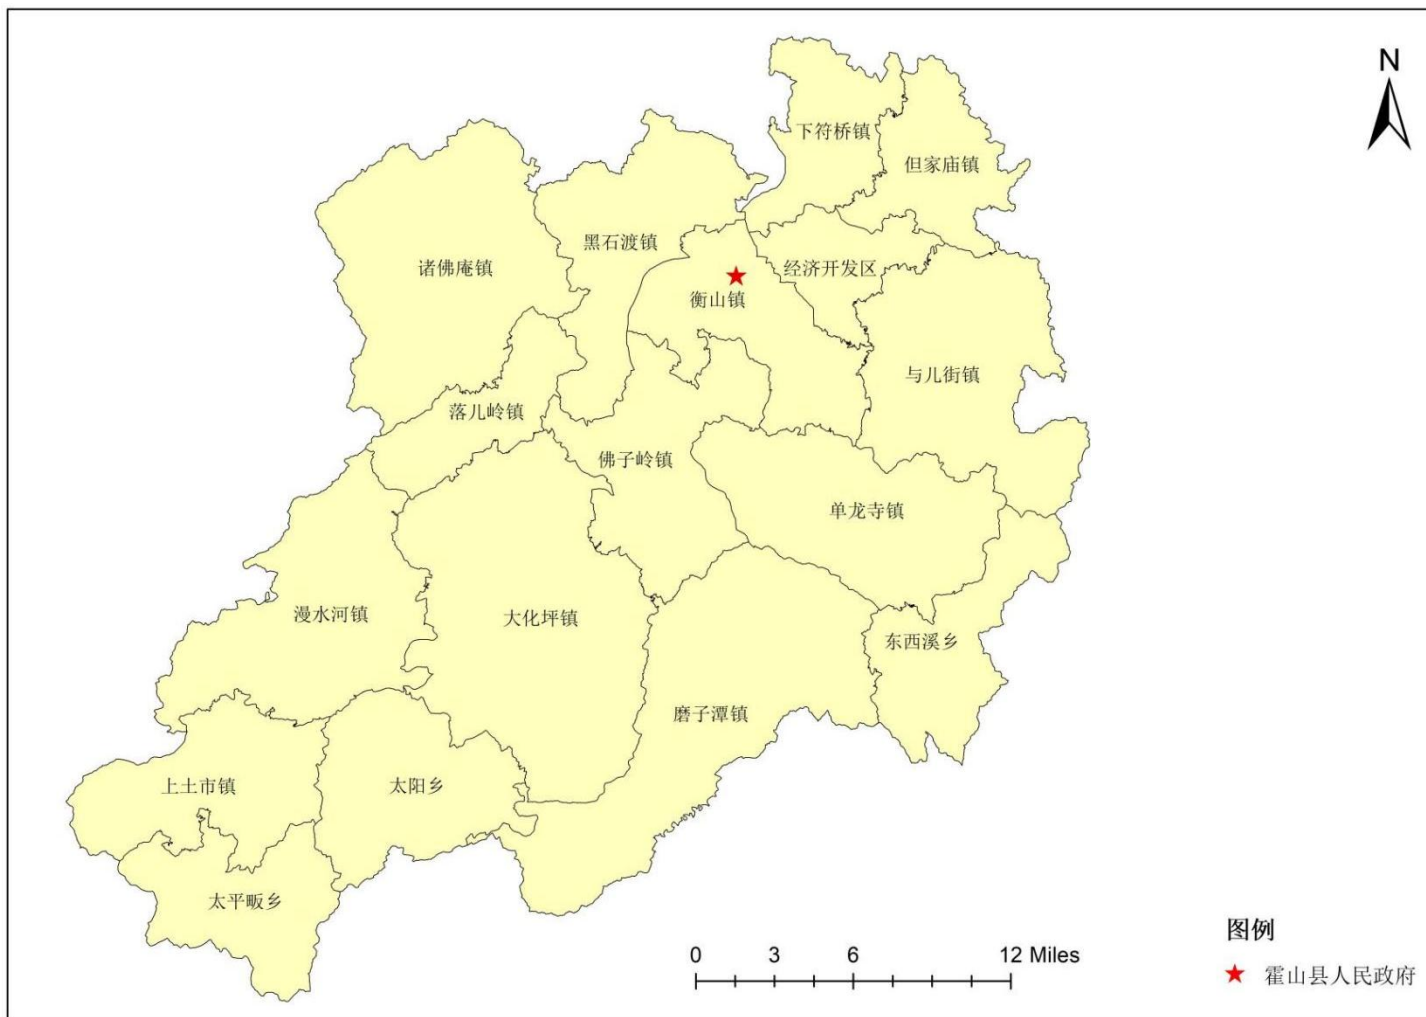 N
下符桥镇
但家庙镇
黑石渡镇
诸佛庵镇
经济开发区
衡山镇
与儿街镇
落儿岭镇
佛子岭镇
单龙寺镇
漫水河镇
大化坪镇
东西溪乡
磨子潭镇
上土市镇
太阳乡
太平畈乡
图例
0 3 6 12 Miles
霍山县人民政府